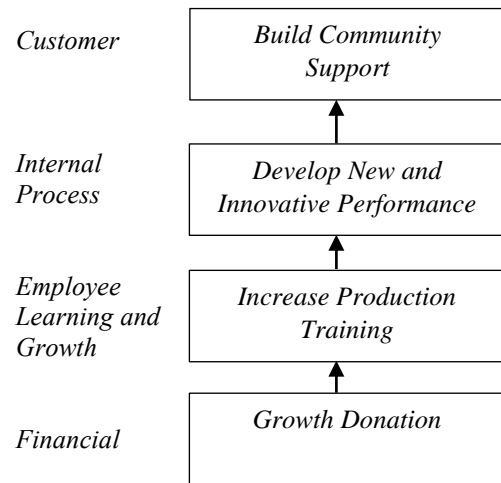 Customer
Build Community
Support
Internal
Process
Develop New and
Innovative Performance
Employee
Learning and
Growth
Increase Production
Training
Financial
Growth Donation